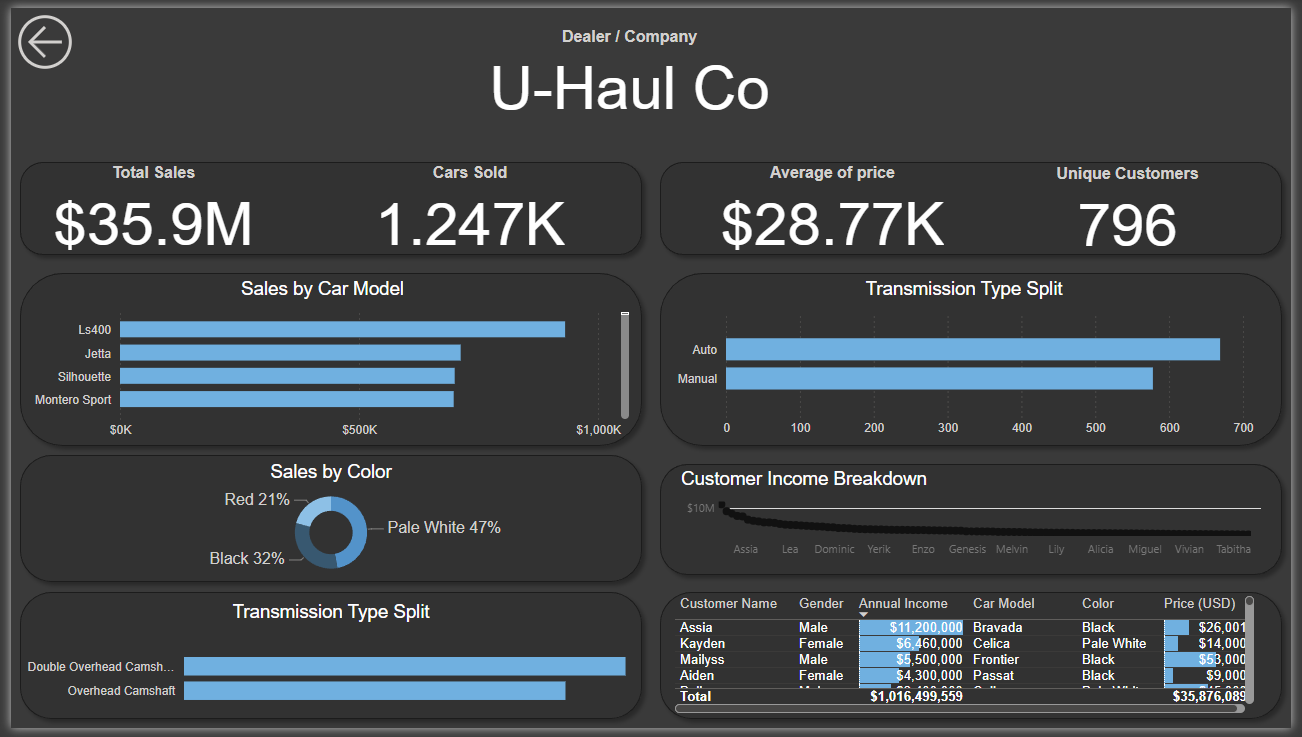 Dealer / Company
U-Haul Co
Total Sales
$35.9M
Cars Sold
1.247K
Average of price
$28.77K
Unique Customers
796
Sales by Car Model
Ls400
Jetta
Silhouette
Montero Sport
$0K $500K $1,000K
Transmission Type Split
Auto
Manual
0 100 200 300 400 500 600 700
Sales by Color
Red 21%
Pale White 47%
Black 32%
Customer Income Breakdown
$10M
Assia Lea Dominic Yerik Enzo Genesis Melvin Lily Alicia Miguel Vivian Tabitha
Transmission Type Split
Double Overhead Camsh...
Overhead Camshaft
Customer Name Gender Annual Income Car Model Color Price (USD)
Assia Male $11,200,000 Bravada Black $26,001
Kayden Female $6,460,000 Celica Pale White $14,000
Mailyss Male $5,500,000 Frontier Black $53,000
Aiden Female $4,300,000 Passat Black $9,000
Total $1,016,499,559 $35,876,089